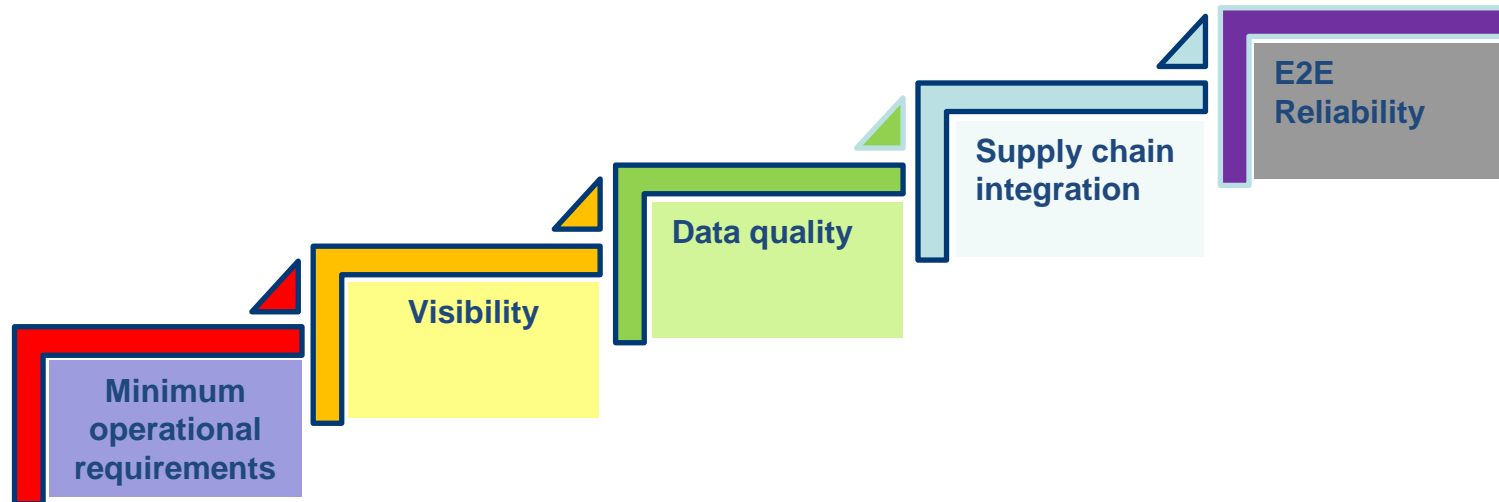 Minimum
operational
requirements
Visibility
Data quality
Supply chain
integration
E2E
Reliability